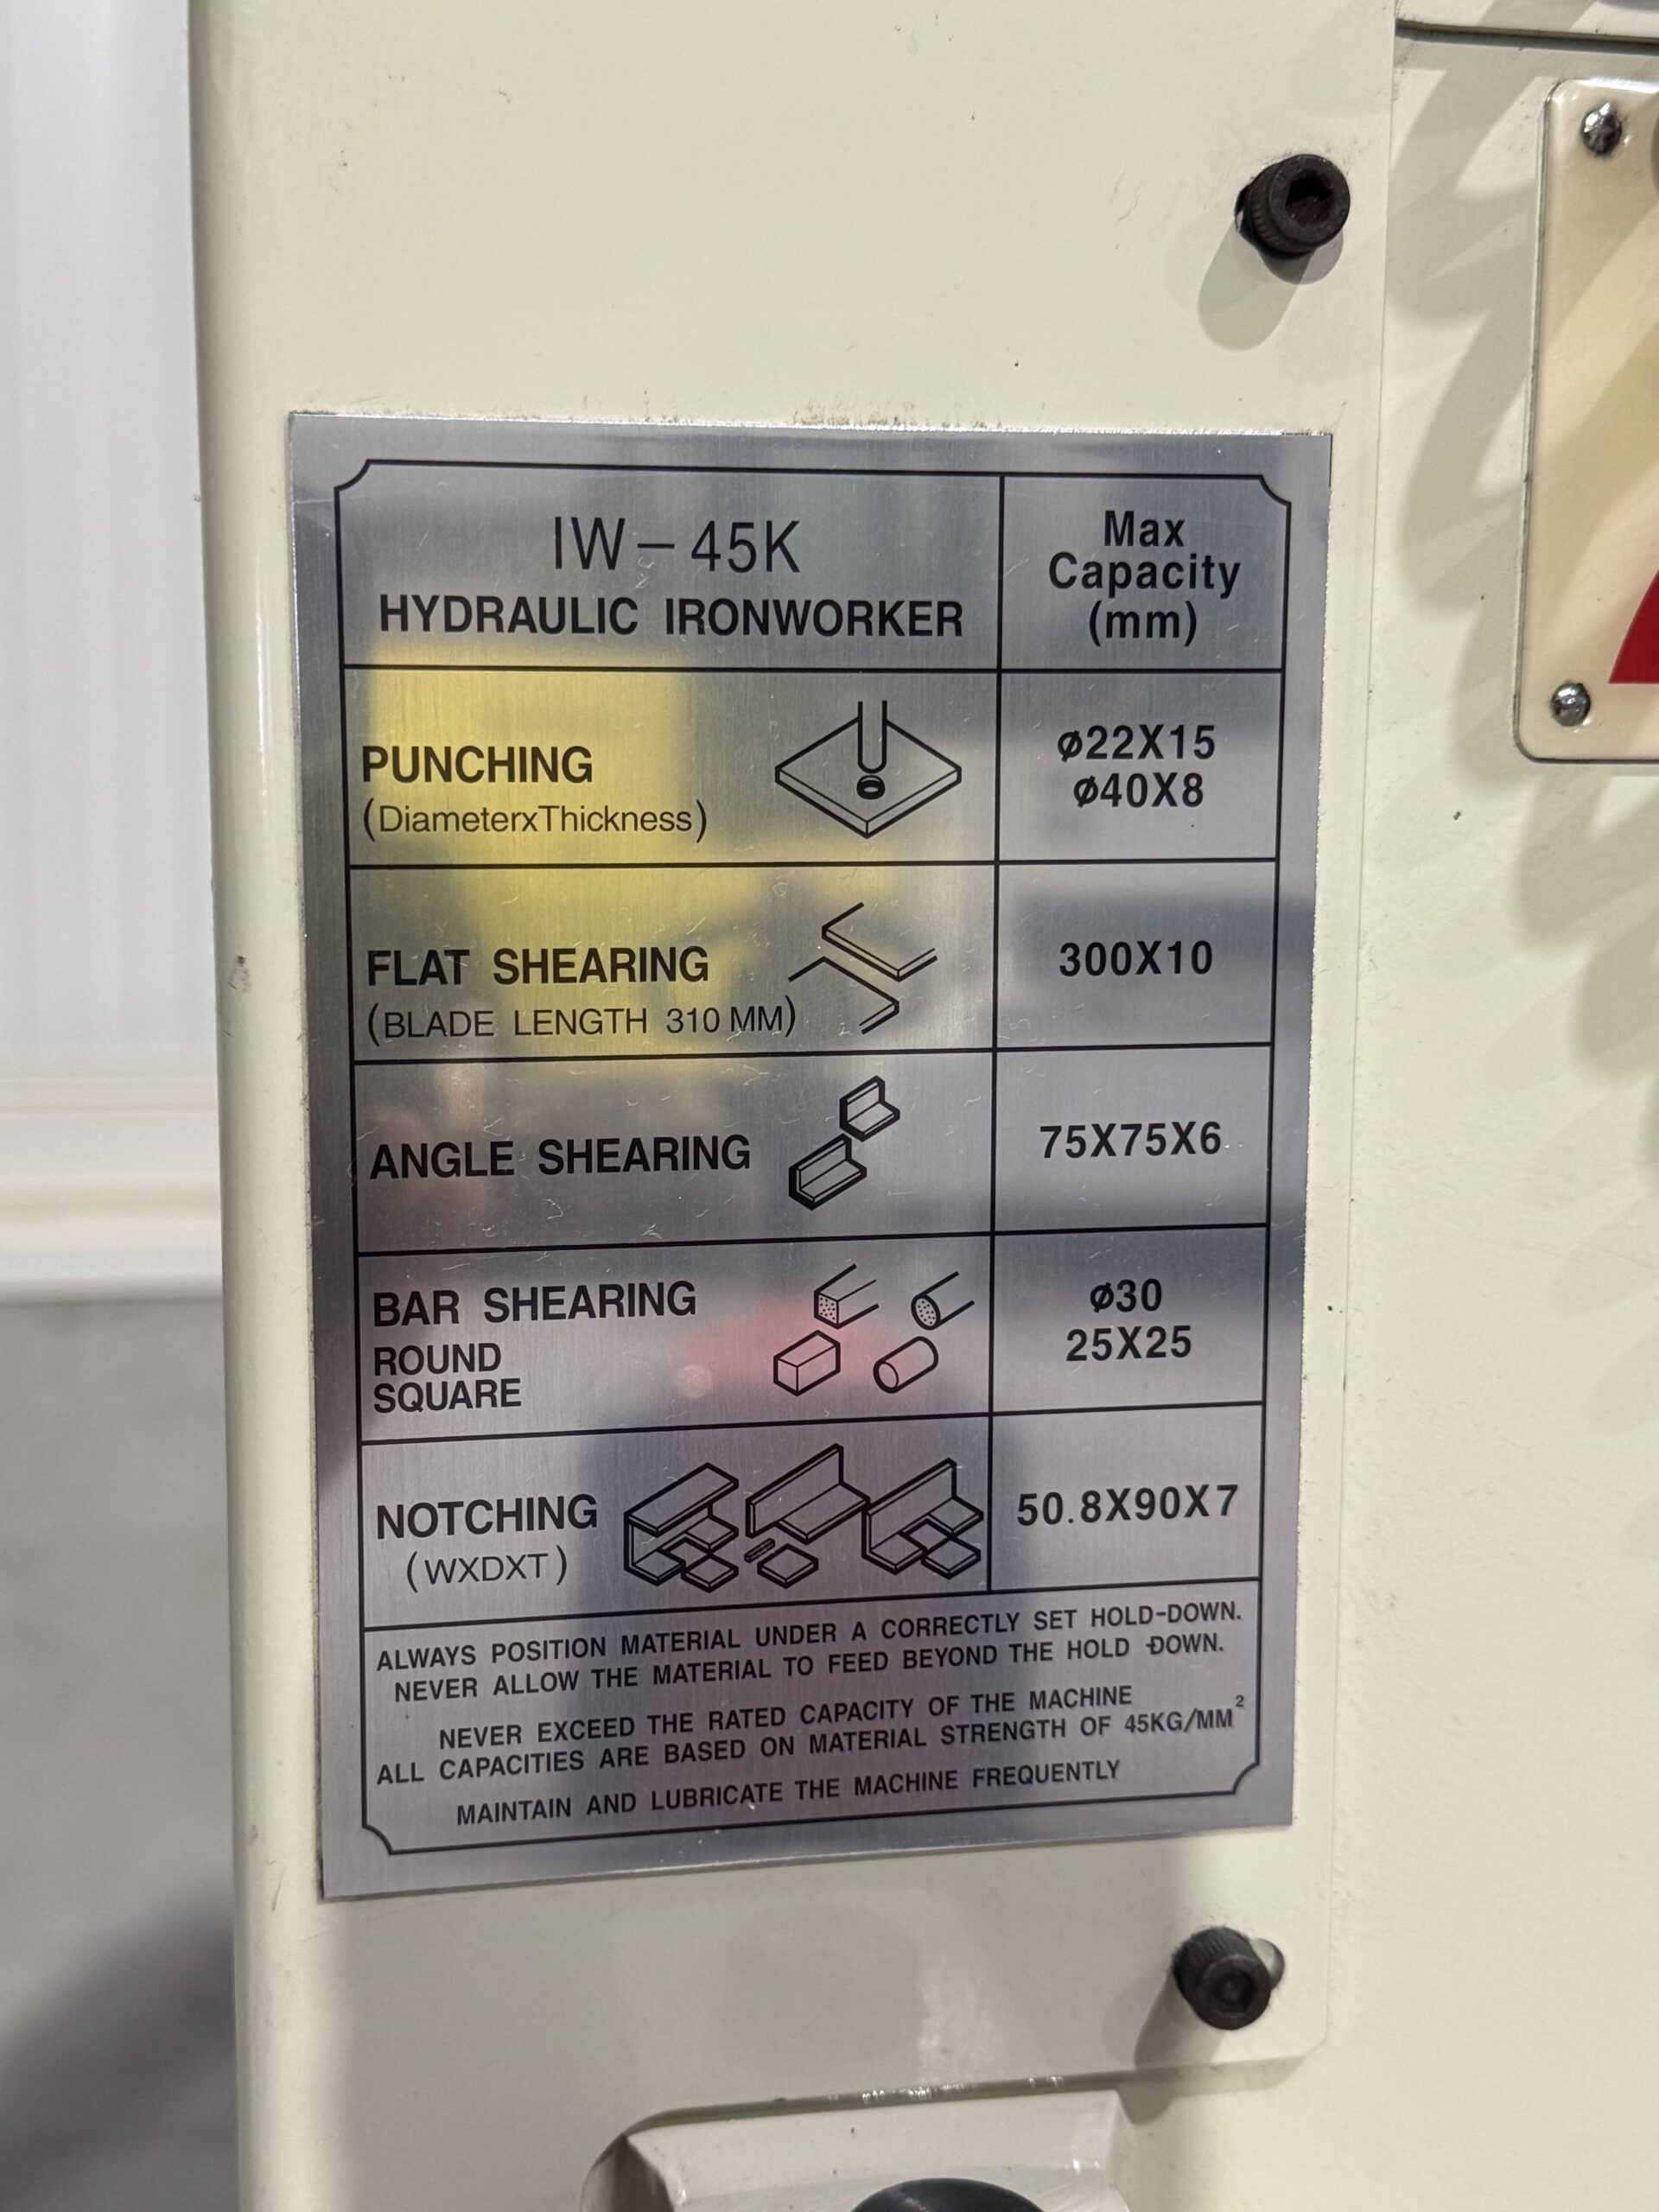 IW-45K
HYDRAULIC IRONWORKER
Max
Capacity
(mm)
PUNCHING
(DiameterxThickness)
ø22X15
ø40X8
FLAT SHEARING
(BLADE LENGTH 310 MM)
300X10
ANGLE SHEARING
75X75X6
BAR SHEARING
ROUND
SQUARE
ø30
25X25
NOTCHING
(WXDXT)
50.8X90X7
ALWAYS POSITION MATERIAL UNDER A CORRECTLY SET HOLD-DOWN.
NEVER ALLOW THE MATERIAL TO FEED BEYOND THE HOLD -DOWN.
NEVER EXCEED THE RATED CAPACITY OF THE MACHINE
ALL CAPACITIES ARE BASED ON MATERIAL STRENGTH OF 45KG/MM²
MAINTAIN AND LUBRICATE THE MACHINE FREQUENTLY